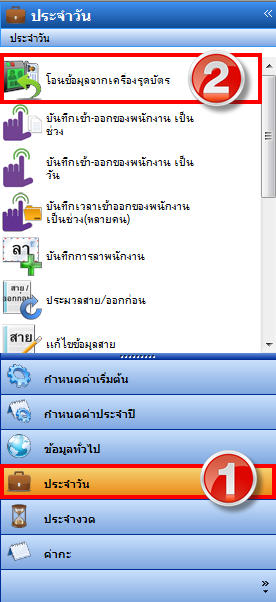 ประจำวัน
ประจำวัน
โอนข้อมูลจากเครื่องรูดบัตร
2
บันทึกเข้า-ออกของพนักงาน เป็น
ช่วง
บันทึกเข้า-ออกของพนักงาน เป็น
วัน
บันทึกเวลาเข้าออกของพนักงาน
เป็นช่วง(หลายคน)
ลา
บันทึกการลาพนักงาน
สาย/
ออกก่อน
ประมวลสาย/ออกก่อน
สาย
แก้ไขข้อมูลสาย
กำหนดค่าเริ่มต้น
กำหนดค่าประจำปี
ข้อมูลทั่วไป
ประจำวัน
1
ประจำงวด
ค่ากะ